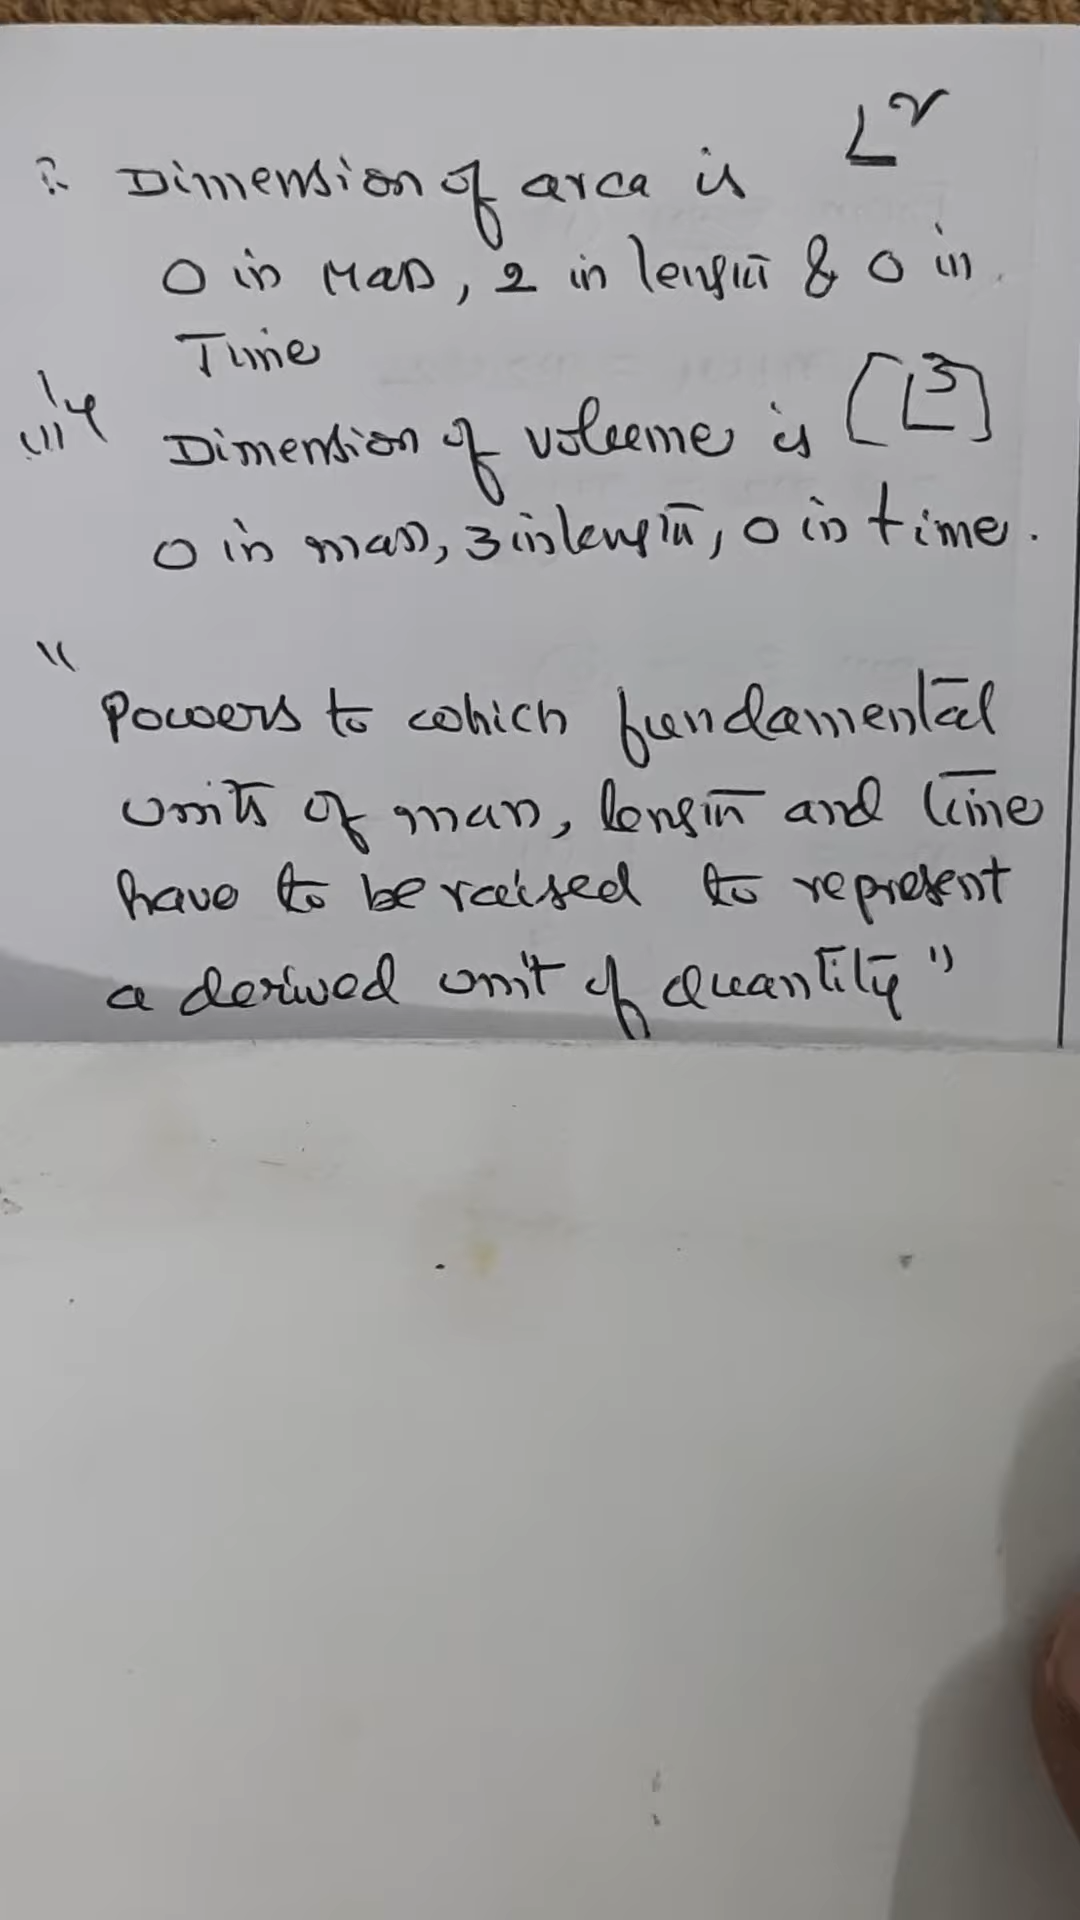 ∴ Dimension of area is L²
0 in Mass, 2 in length & 0 in
Time
|||ly Dimension of volume is [L³]
0 in mass, 3 in length, 0 in time.
"Powers to which fundamental
units of mass, length and time
have to be raised to represent
a derived unit of quantity"